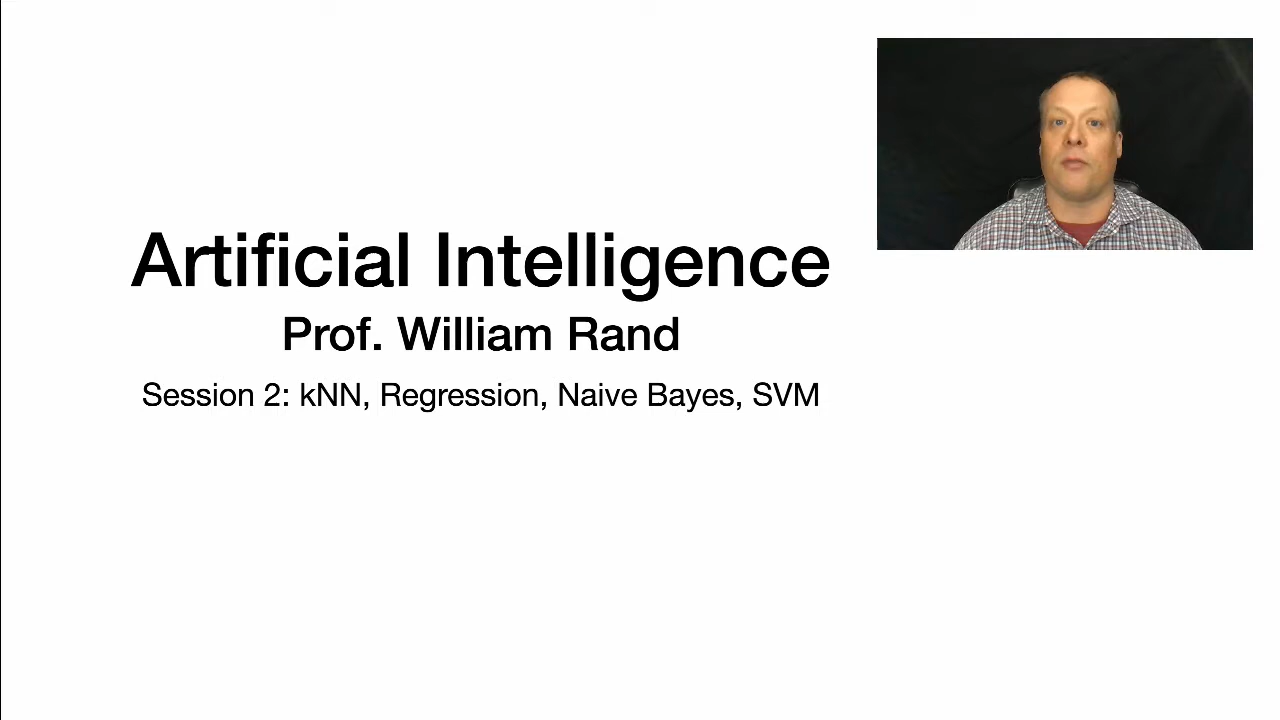 Artificial Intelligence
Prof. William Rand
Session 2: kNN, Regression, Naive Bayes, SVM